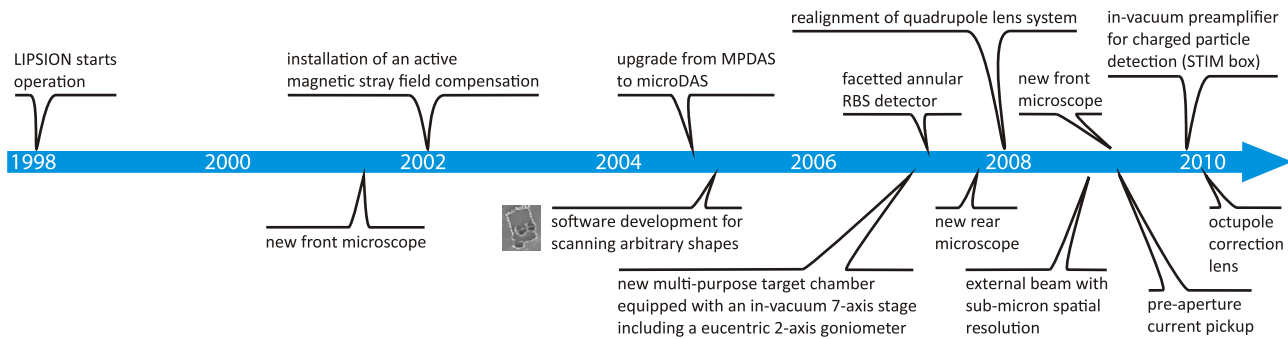 LIPSION starts
operation
installation of an active
magnetic stray field compensation
upgrade from MPDAS
to microDAS
realignment of quadrupole lens system
facetted annular
RBS detector
new front
microscope
in-vacuum preamplifier
for charged particle
detection (STIM box)
1998 2000 2002 2004 2006 2008 2010
new front microscope
software development for
scanning arbitrary shapes
new multi-purpose target chamber
equipped with an in-vacuum 7-axis stage
including a eucentric 2-axis goniometer
new rear
microscope
external beam with
sub-micron spatial
resolution
pre-aperture
current pickup
octupole
correction
lens